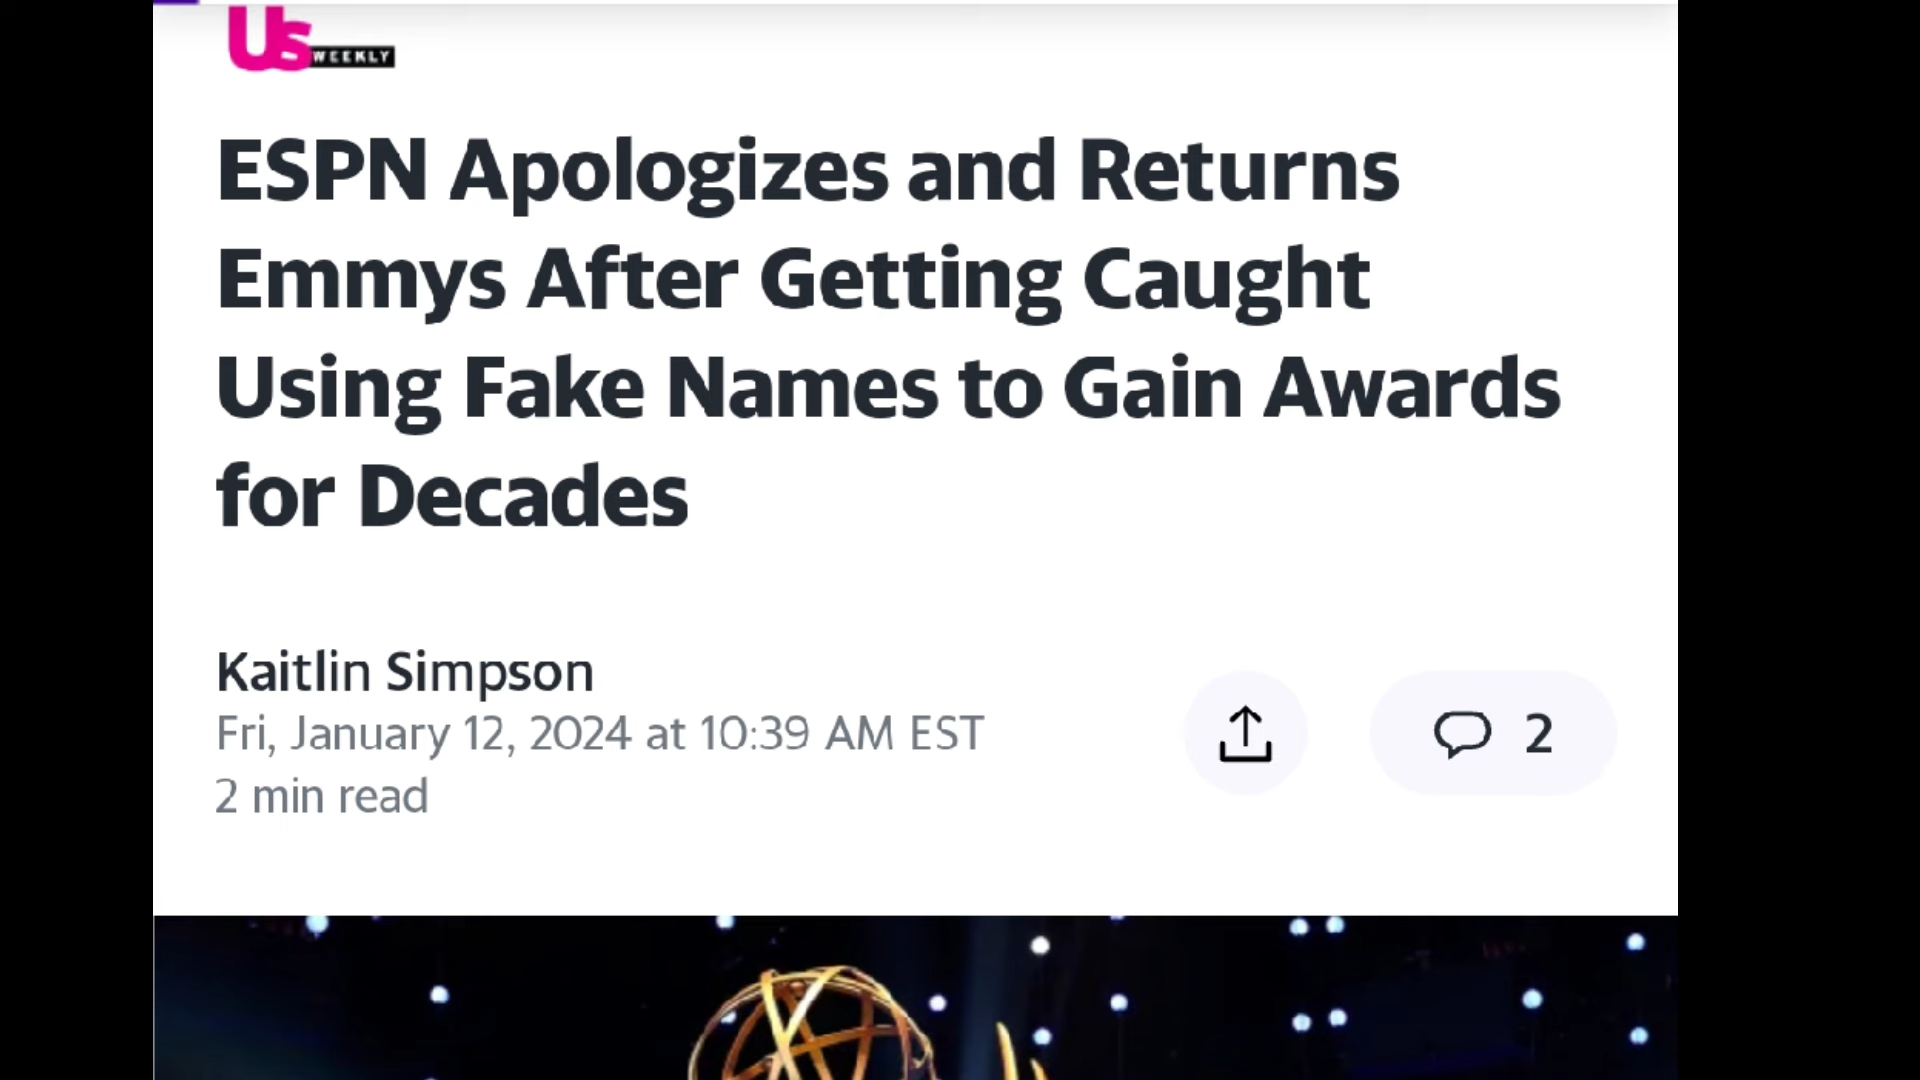 Us WEEKLY
ESPN Apologizes and Returns
Emmys After Getting Caught
Using Fake Names to Gain Awards
for Decades
Kaitlin Simpson
Fri, January 12, 2024 at 10:39 AM EST
2 min read
2